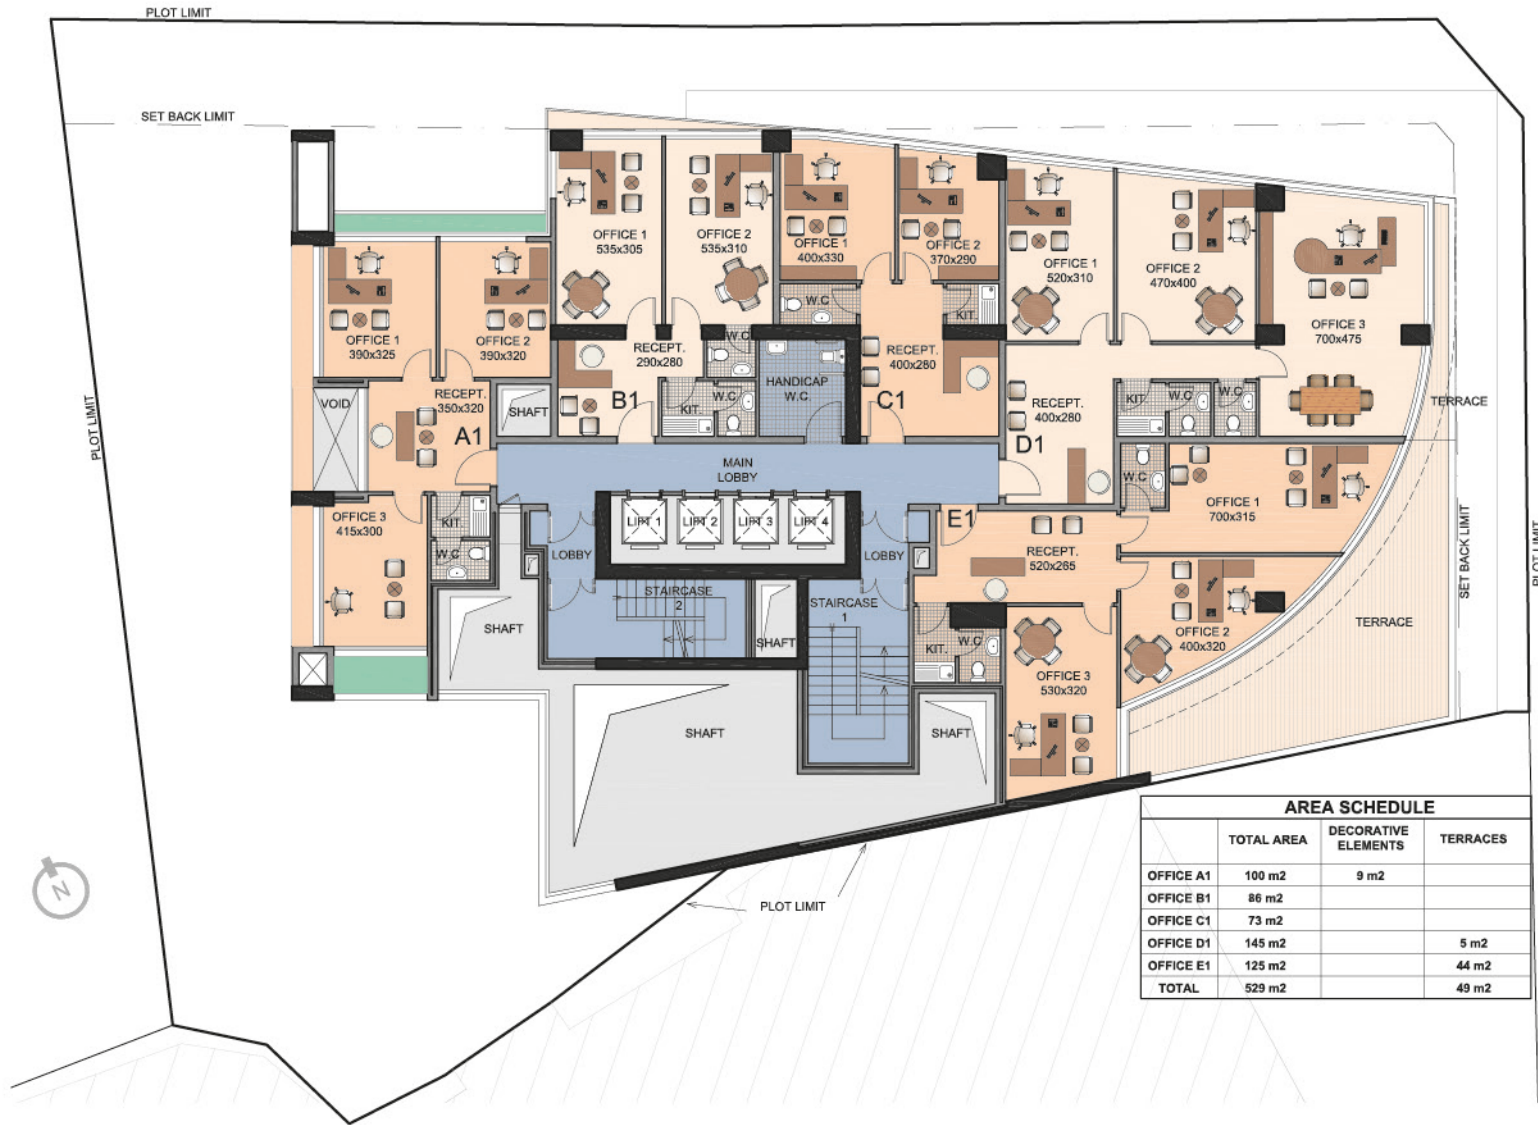 PLOT LIMIT
SET BACK LIMIT
PLOT LIMIT
OFFICE 1
535x305
OFFICE 2
535x310
OFFICE 1
400x330
OFFICE 2
370x290
OFFICE 1
520x310
OFFICE 2
470x400
OFFICE 3
700x475
OFFICE 1
390x325
OFFICE 2
390x320
W.C
KIT.
W.C
RECEPT.
290x280
RECEPT.
400x280
HANDICAP
W.C.
VOID
RECEPT.
350x320
A1
SHAFT
B1
KIT.
W.C
C1
RECEPT.
400x280
D1
KIT
W.C
W.C
TERRACE
MAIN
LOBBY
W.C
OFFICE 1
700x315
OFFICE 3
415x300
KIT.
W.C
LIFT 1
LIFT 2
LIFT 3
LIFT 4
LOBBY
LOBBY
E1
RECEPT.
520x265
SET BACK LIMIT
PLOT LIMIT
STAIRCASE
2
STAIRCASE
1
SHAFT
SHAFT
KIT.
W.C
OFFICE 2
400x320
TERRACE
OFFICE 3
530x320
SHAFT
SHAFT
N
PLOT LIMIT
AREA SCHEDULE
TOTAL AREA DECORATIVE ELEMENTS TERRACES
OFFICE A1 100 m2 9 m2
OFFICE B1 86 m2
OFFICE C1 73 m2
OFFICE D1 145 m2 5 m2
OFFICE E1 125 m2 44 m2
TOTAL 529 m2 49 m2